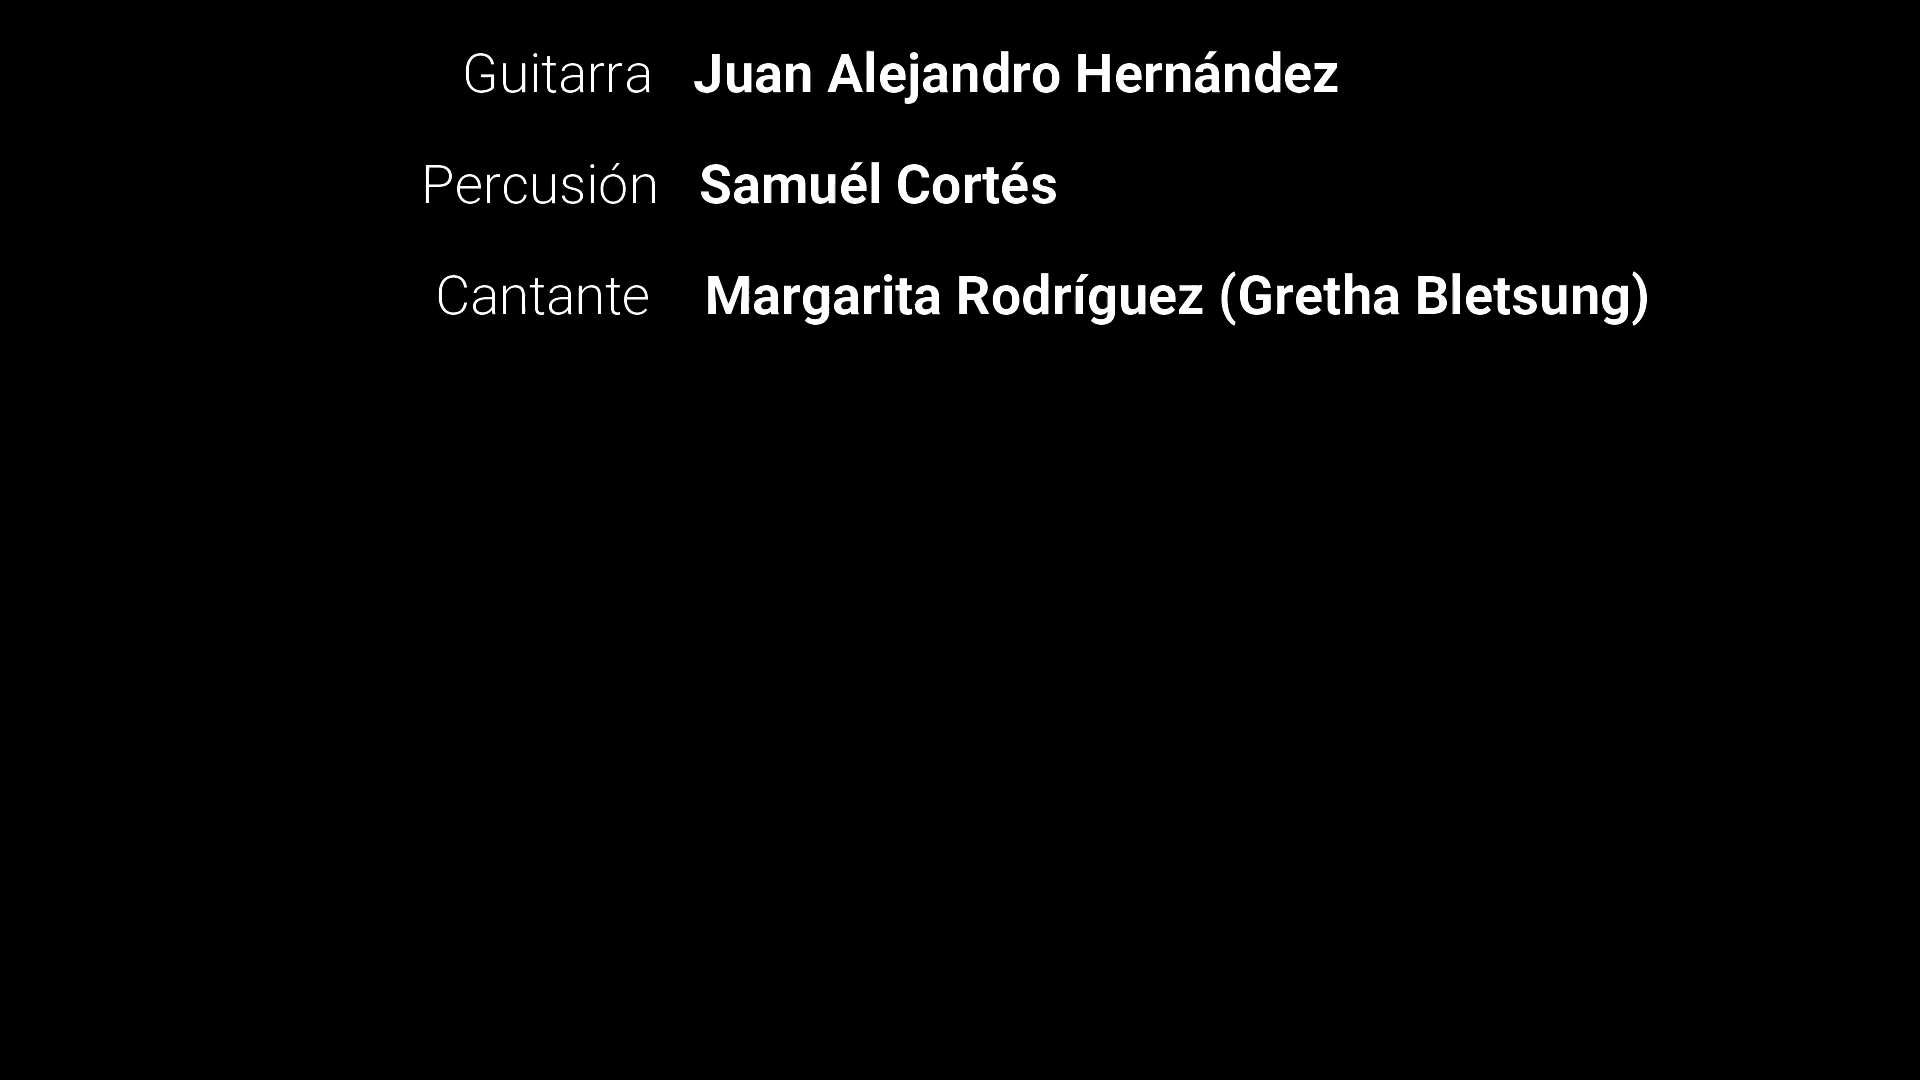 Guitarra Juan Alejandro Hernández
Percusión Samuél Cortés
Cantante Margarita Rodríguez (Gretha Bletsung)